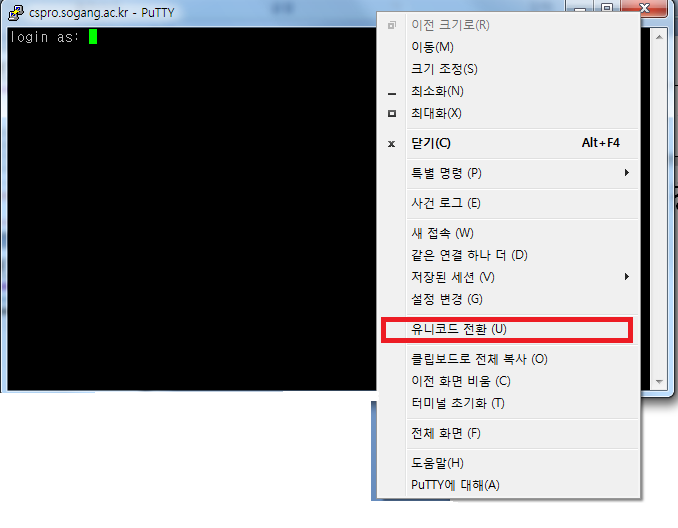 cspro.sogang.ac.kr - PuTTY
login as:
이전 크기로(R)
이동(M)
크기 조정(S)
최소화(N)
최대화(X)
닫기(C) Alt+F4
특별 명령 (P)
사건 로그 (E)
새 접속 (W)
같은 연결 하나 더 (D)
저장된 세션 (V)
설정 변경 (G)
유니코드 전환 (U)
클립보드로 전체 복사 (O)
이전 화면 비움 (C)
터미널 초기화 (T)
전체 화면 (F)
도움말(H)
PuTTY에 대해(A)